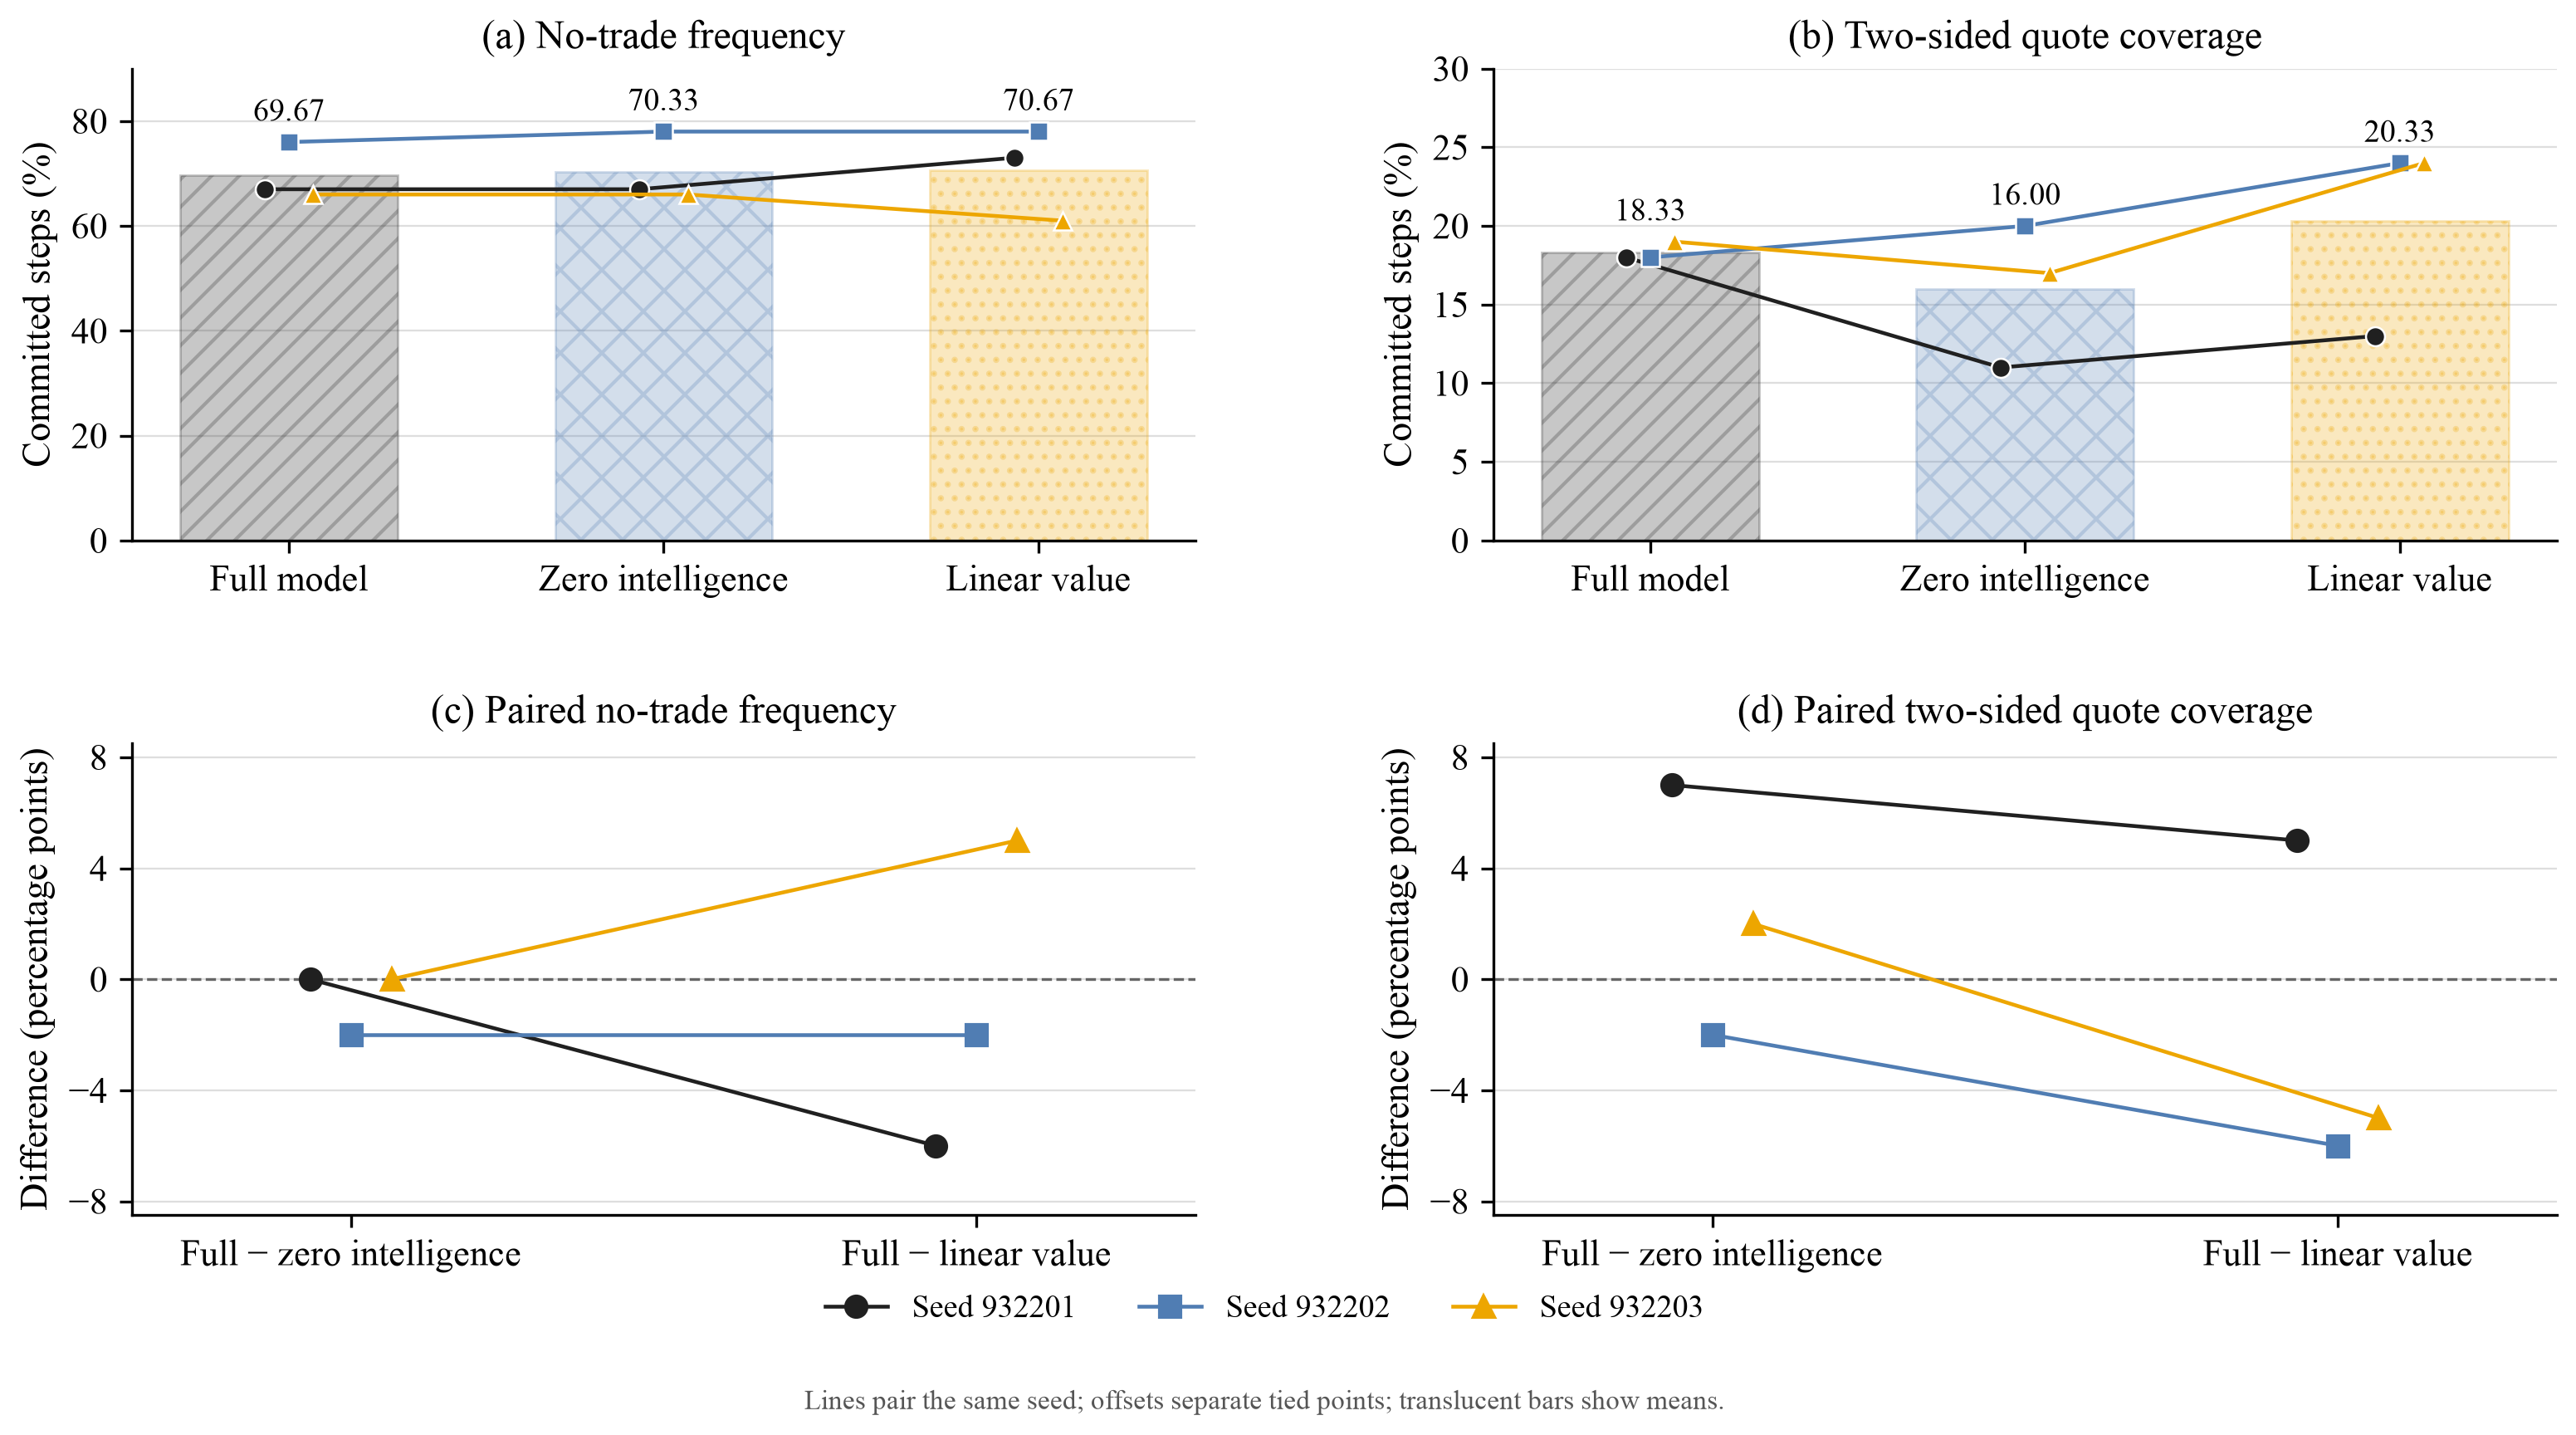 (a) No-trade frequency
Committed steps (%)
80
60
40
20
0
69.67
70.33
70.67
Full model
Zero intelligence
Linear value
(b) Two-sided quote coverage
Committed steps (%)
30
25
20
15
10
5
0
18.33
16.00
20.33
Full model
Zero intelligence
Linear value
(c) Paired no-trade frequency
Difference (percentage points)
8
4
0
−4
−8
Full − zero intelligence
Full − linear value
(d) Paired two-sided quote coverage
Difference (percentage points)
8
4
0
−4
−8
Full − zero intelligence
Full − linear value
Seed 932201
Seed 932202
Seed 932203
Lines pair the same seed; offsets separate tied points; translucent bars show means.